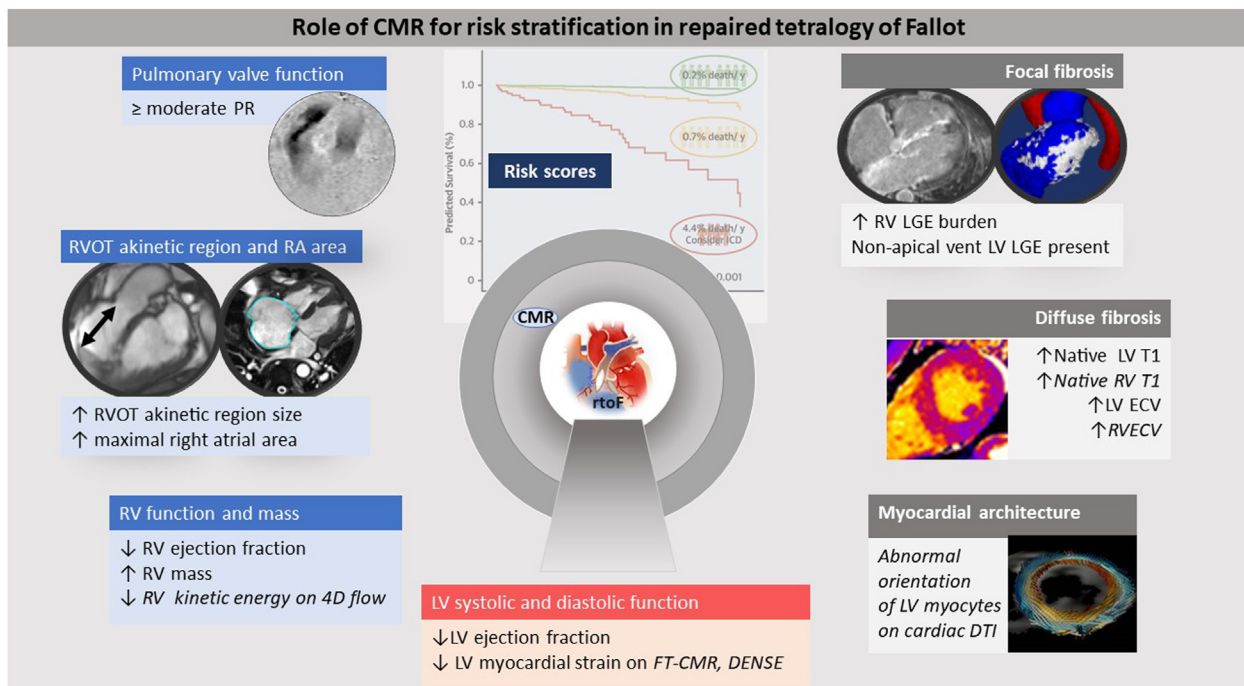 Role of CMR for risk stratification in repaired tetralogy of Fallot
Pulmonary valve function
≥ moderate PR
RVOT akinetic region and RA area
↑ RVOT akinetic region size
↑ maximal right atrial area
RV function and mass
↓ RV ejection fraction
↑ RV mass
↓ RV kinetic energy on 4D flow
Predicted Survival (%)
1.0
0.8
0.6
0.4
0.2
0
0.2% death/ y
0.7% death/ y
4.4% death/ y
Consider ICD
0.001
Risk scores
CMR
rtoF
LV systolic and diastolic function
↓LV ejection fraction
↓ LV myocardial strain on FT-CMR, DENSE
Focal fibrosis
↑ RV LGE burden
Non-apical vent LV LGE present
Diffuse fibrosis
↑Native LV T1
↑Native RV T1
↑LV ECV
↑RVECV
Myocardial architecture
Abnormal
orientation
of LV myocytes
on cardiac DTI